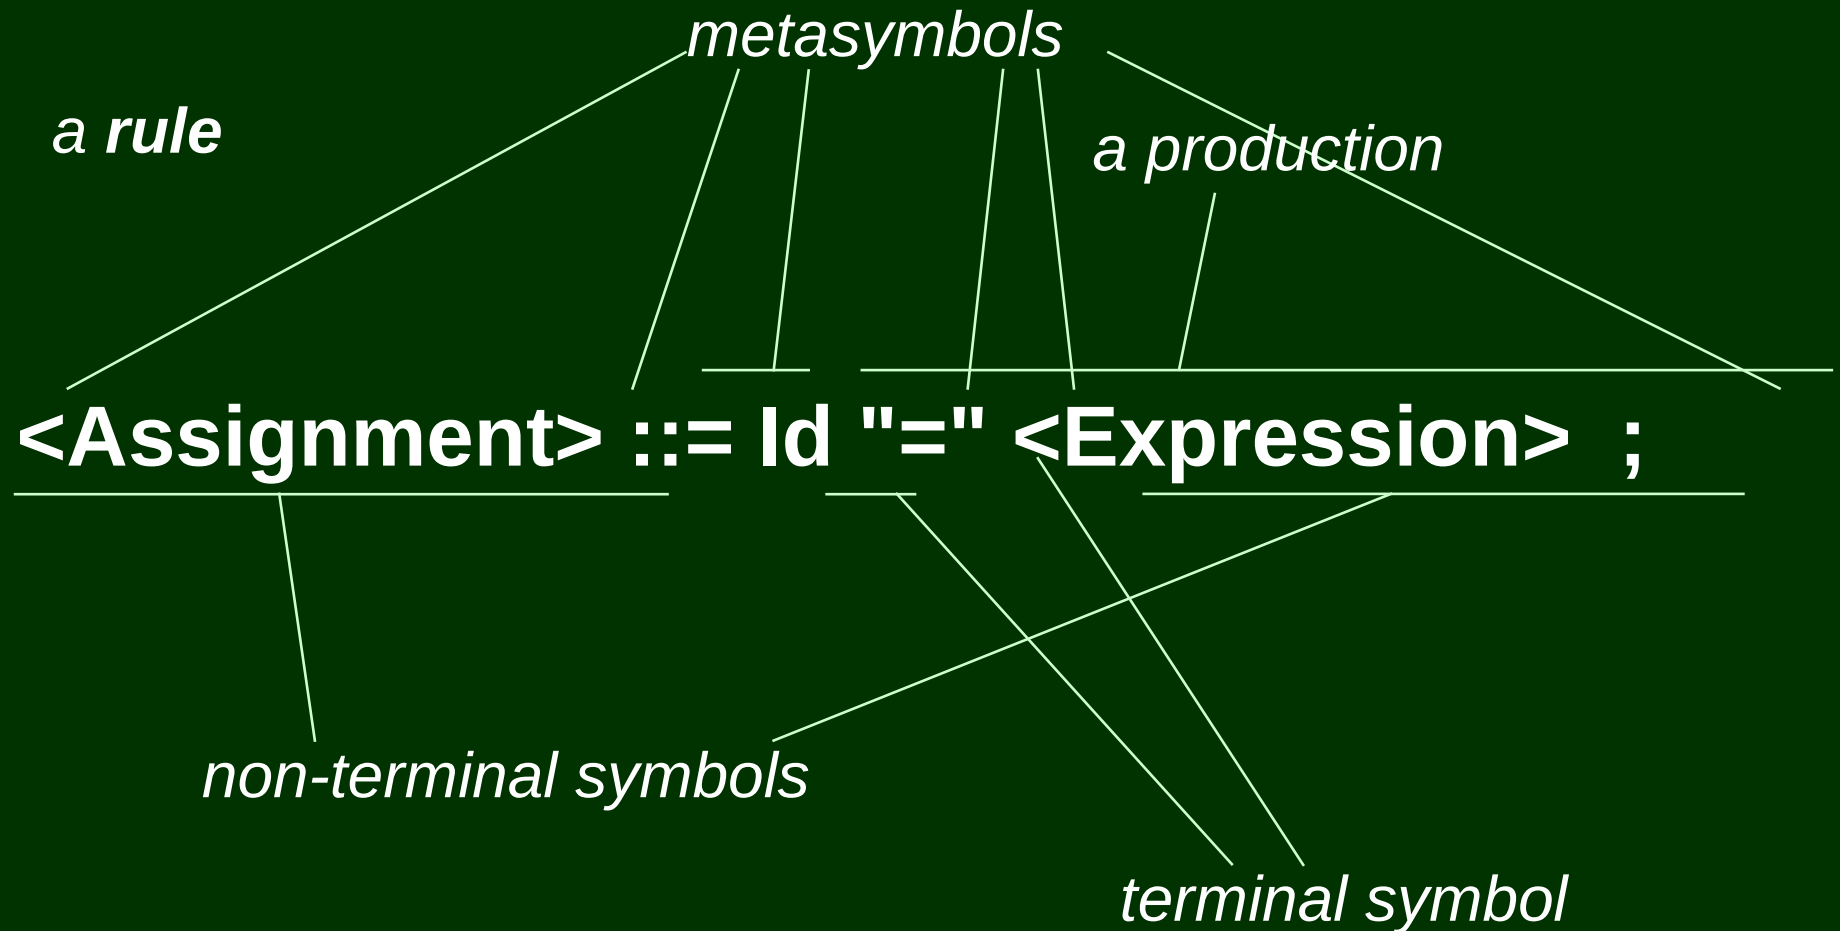 metasymbols
a rule
a production
<Assignment> ::= Id "=" <Expression> ;
non-terminal symbols
terminal symbol